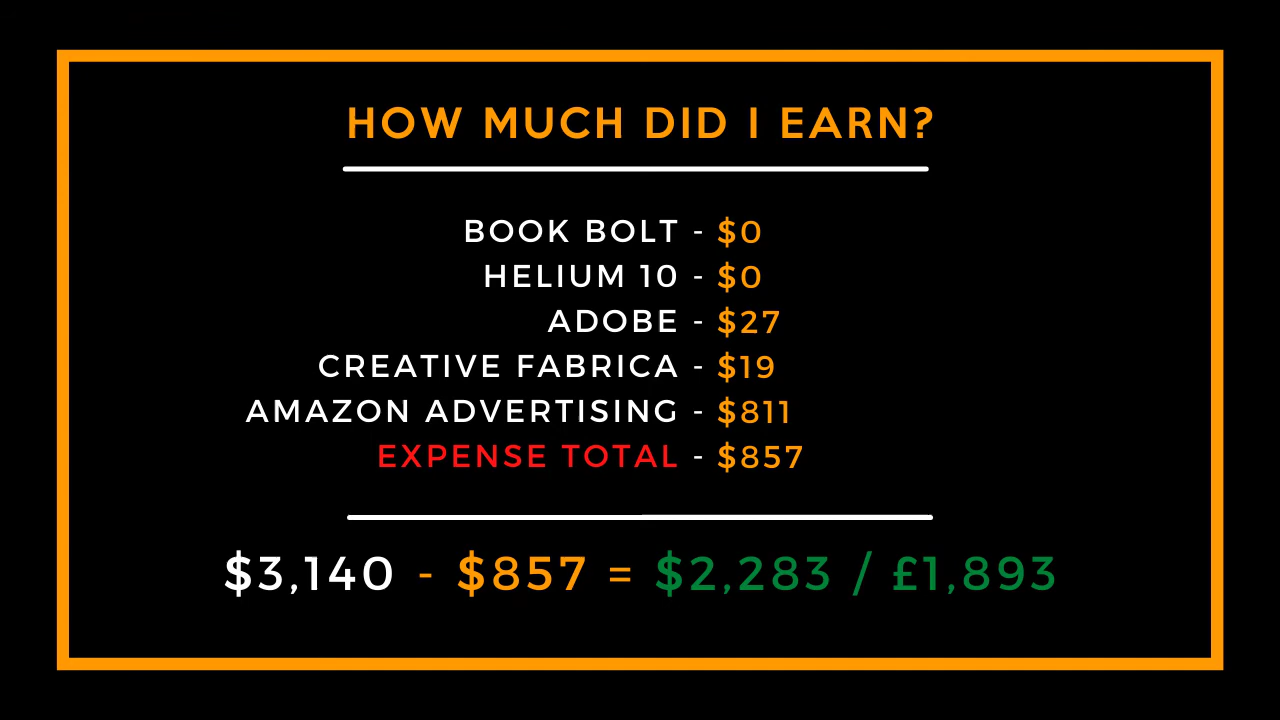 HOW MUCH DID I EARN?
BOOK BOLT - $0
HELIUM 10 - $0
ADOBE - $27
CREATIVE FABRICA - $19
AMAZON ADVERTISING - $811
EXPENSE TOTAL - $857
$3,140 - $857 = $2,283 / £1,893